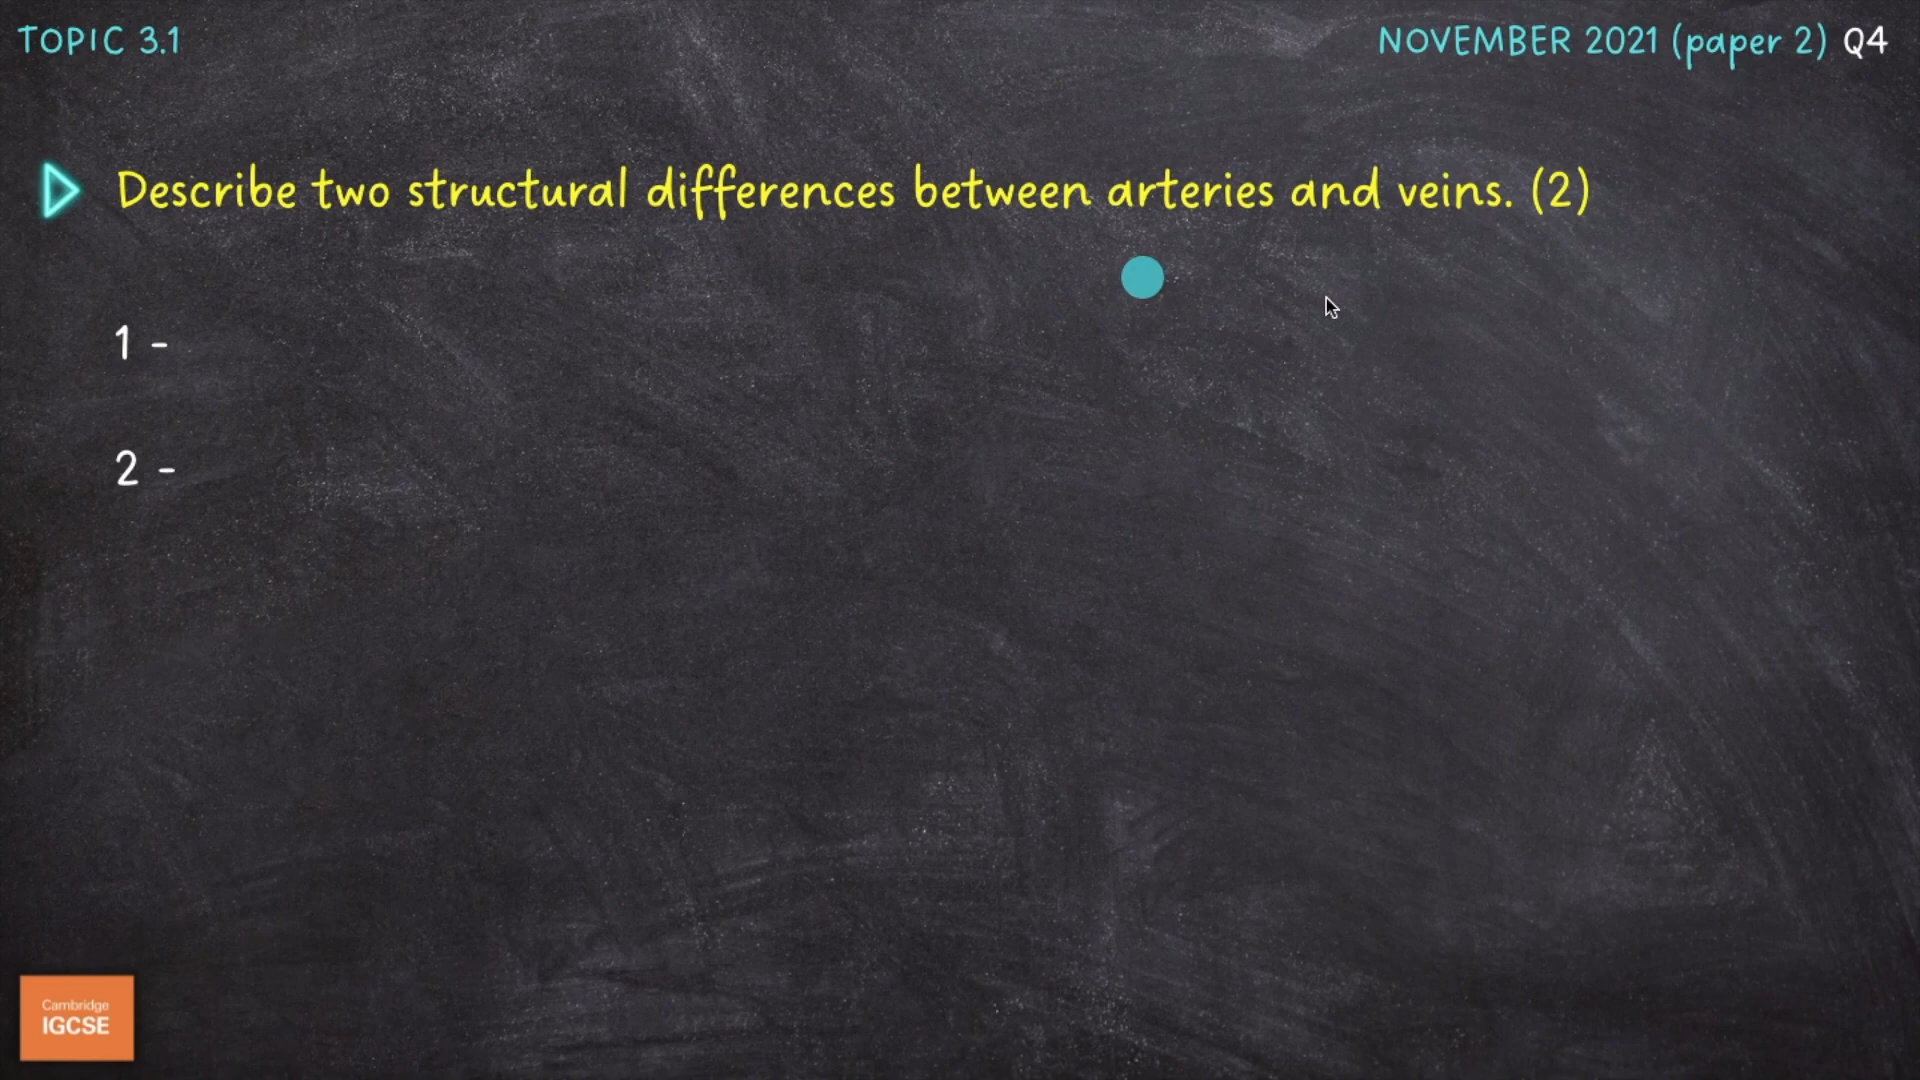 TOPIC 3.1
NOVEMBER 2021 (paper 2) Q4
Describe two structural differences between arteries and veins. (2)
1 -
2 -
Cambridge
IGCSE